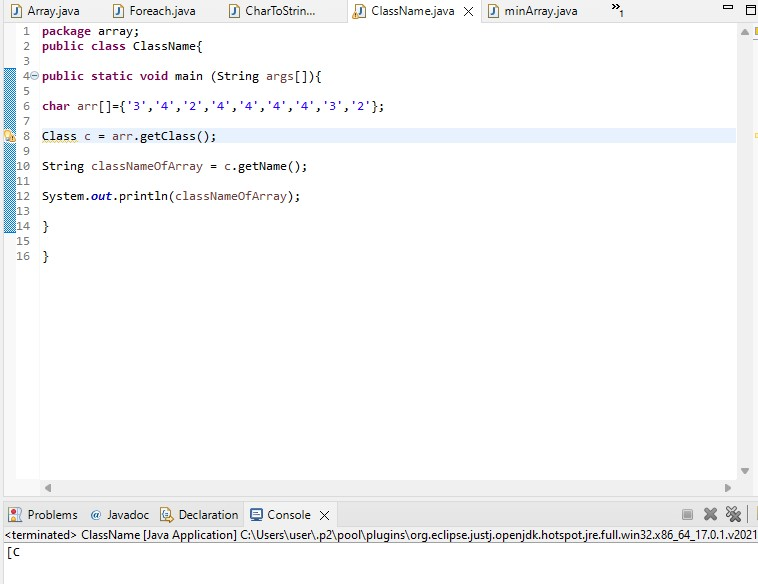 Array.java Foreach.java CharToStrin... ClassName.java minArray.java »1
1 package array;
2 public class ClassName{
3
4 public static void main (String args[]){
5
6 char arr[]={'3','4','2','4','4','4','4','3','2'};
7
8 Class c = arr.getClass();
9
10 String classNameOfArray = c.getName();
11
12 System.out.println(classNameOfArray);
13
14 }
15
16 }
Problems @ Javadoc Declaration Console
<terminated> ClassName [Java Application] C:\Users\user\.p2\pool\plugins\org.eclipse.justj.openjdk.hotspot.jre.full.win32.x86_64_17.0.1.v2021
[C